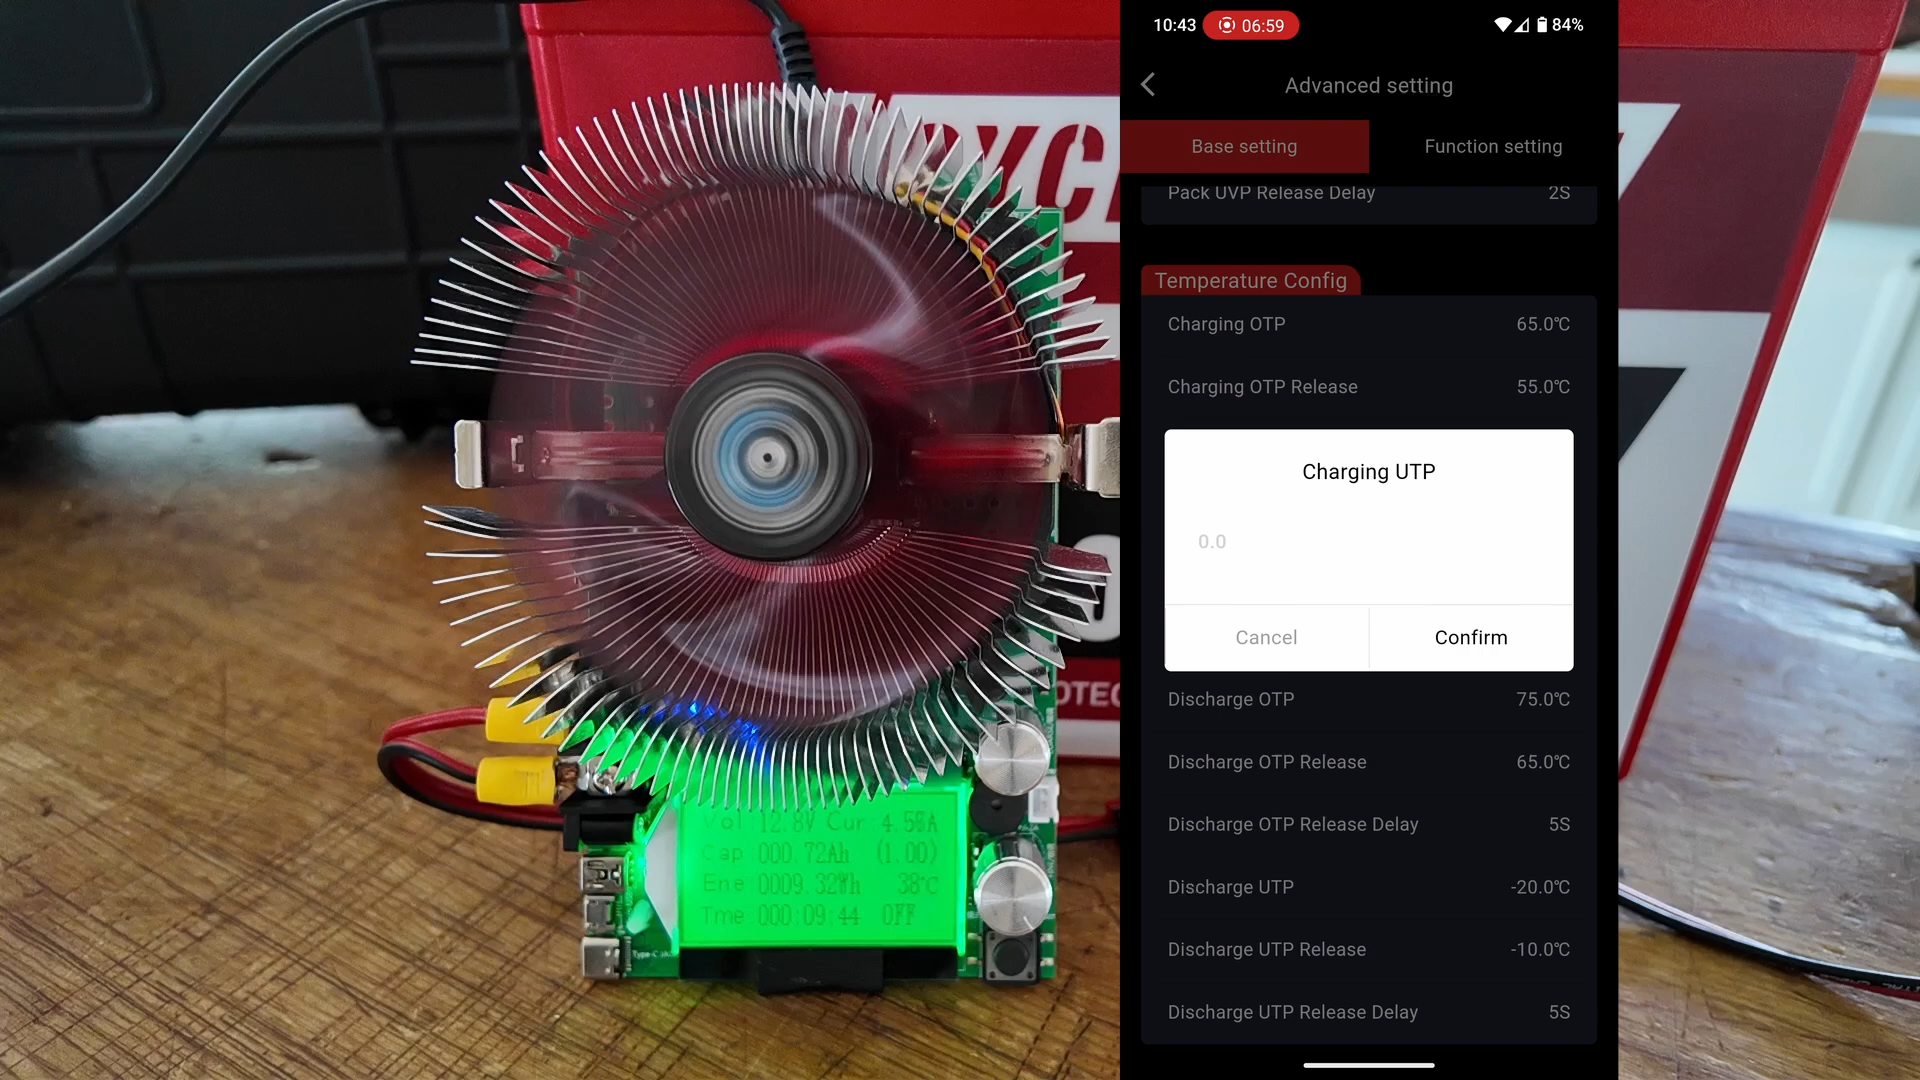 10:43
06:59
84%
Advanced setting
Base setting
Function setting
Pack UVP Release Delay 2S
Temperature Config
Charging OTP 65.0℃
Charging OTP Release 55.0℃
Charging UTP
0.0
Cancel
Confirm
Discharge OTP 75.0℃
Discharge OTP Release 65.0℃
Discharge OTP Release Delay 5S
Discharge UTP -20.0℃
Discharge UTP Release -10.0℃
Discharge UTP Release Delay 5S
Vol 12.8V Cur 4.58A
Cap 000.72Ah (1.00)
Ene 0009.32Wh 38℃
Tme 000:09:44 OFF
Type-C